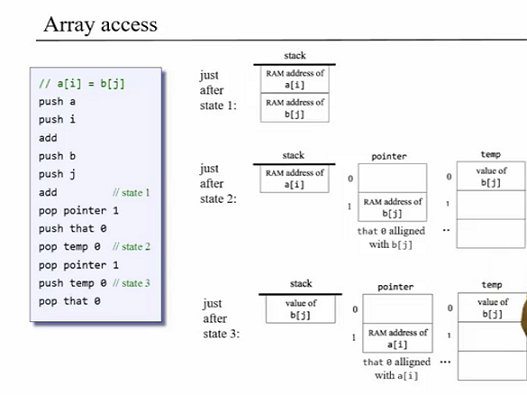 Array access
// a[i] = b[j]
push a
push i
add
push b
push j
add // state 1
pop pointer 1
push that 0
pop temp 0 // state 2
pop pointer 1
push temp 0 // state 3
pop that 0
just
after
state 1:
stack
RAM address of
a[i]
RAM address of
b[j]
just
after
state 2:
stack
RAM address of
a[i]
pointer
0
1
RAM address of
b[j]
that 0 alligned
with b[j]
temp
0
value of
b[j]
1
..
just
after
state 3:
stack
value of
b[j]
pointer
0
1
RAM address of
a[i]
that 0 alligned
with a[i]
temp
0
value of
b[j]
1
...